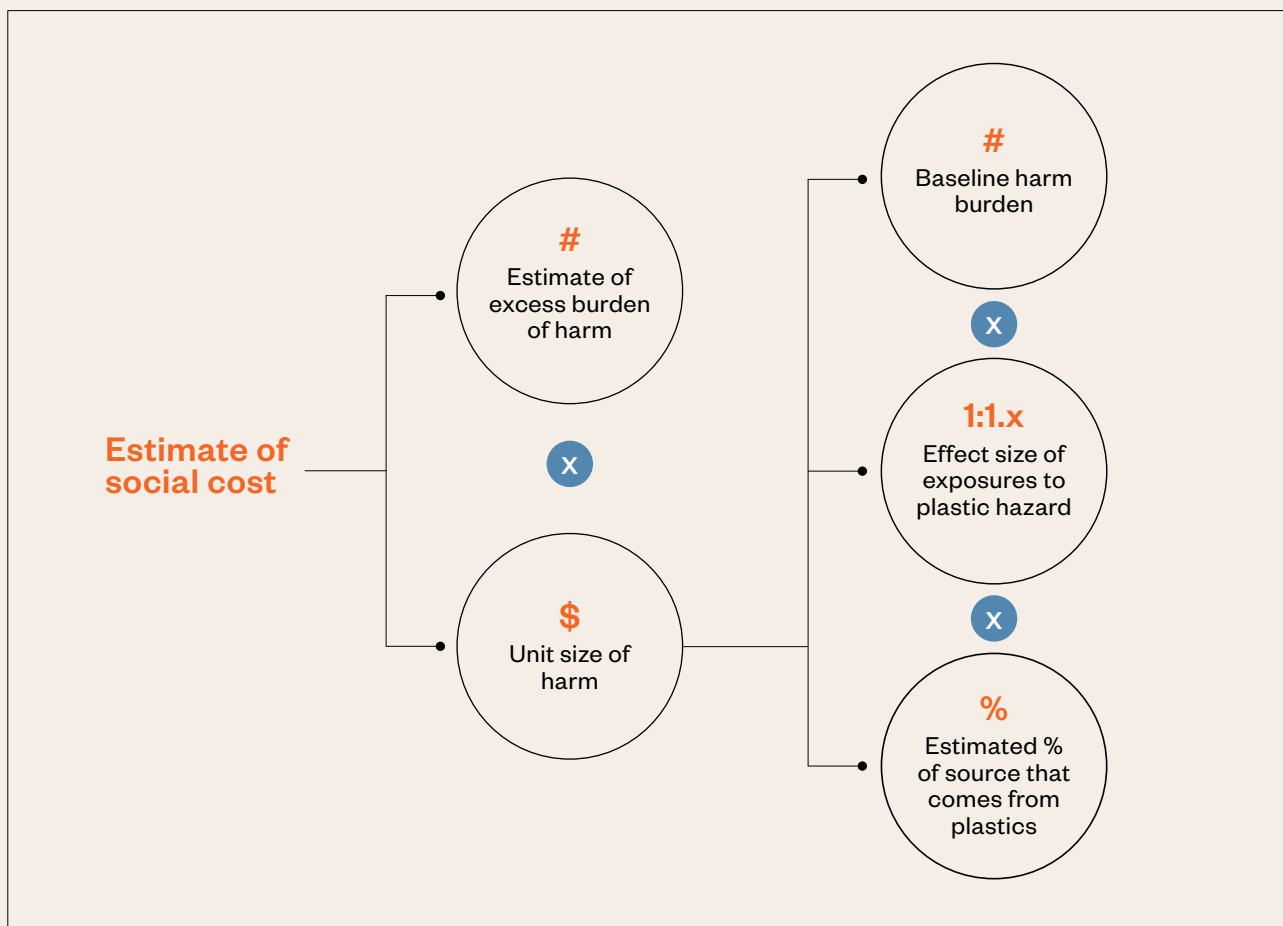 Estimate of
social cost
#
Estimate of
excess burden
of harm
x
$
Unit size of
harm
#
Baseline harm
burden
x
1:1.x
Effect size of
exposures to
plastic hazard
x
%
Estimated %
of source that
comes from
plastics